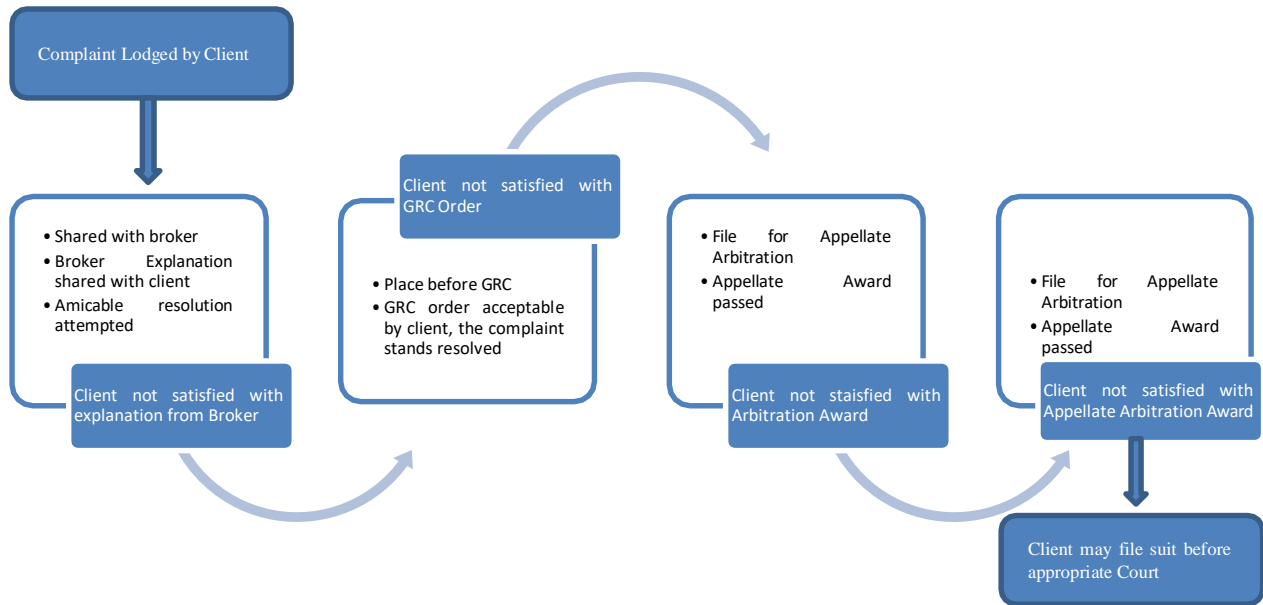 Complaint Lodged by Client
• Shared with broker
• Broker Explanation
shared with client
• Amicable resolution
attempted
Client not satisfied with
explanation from Broker
Client not satisfied with
GRC Order
• Place before GRC
• GRC order acceptable
by client, the complaint
stands resolved
• File for Appellate
Arbitration
• Appellate Award
passed
Client not staisfied with
Arbitration Award
• File for Appellate
Arbitration
• Appellate Award
passed
Client not satisfied with
Appellate Arbitration Award
Client may file suit before
appropriate Court